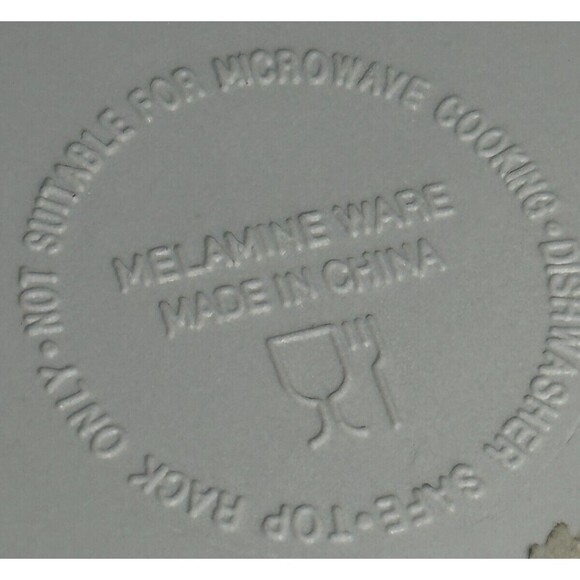 NOT SUITABLE FOR MICROWAVE COOKING • DISHWASHER SAFE • TOP RACK ONLY •
MELAMINE WARE
MADE IN CHINA